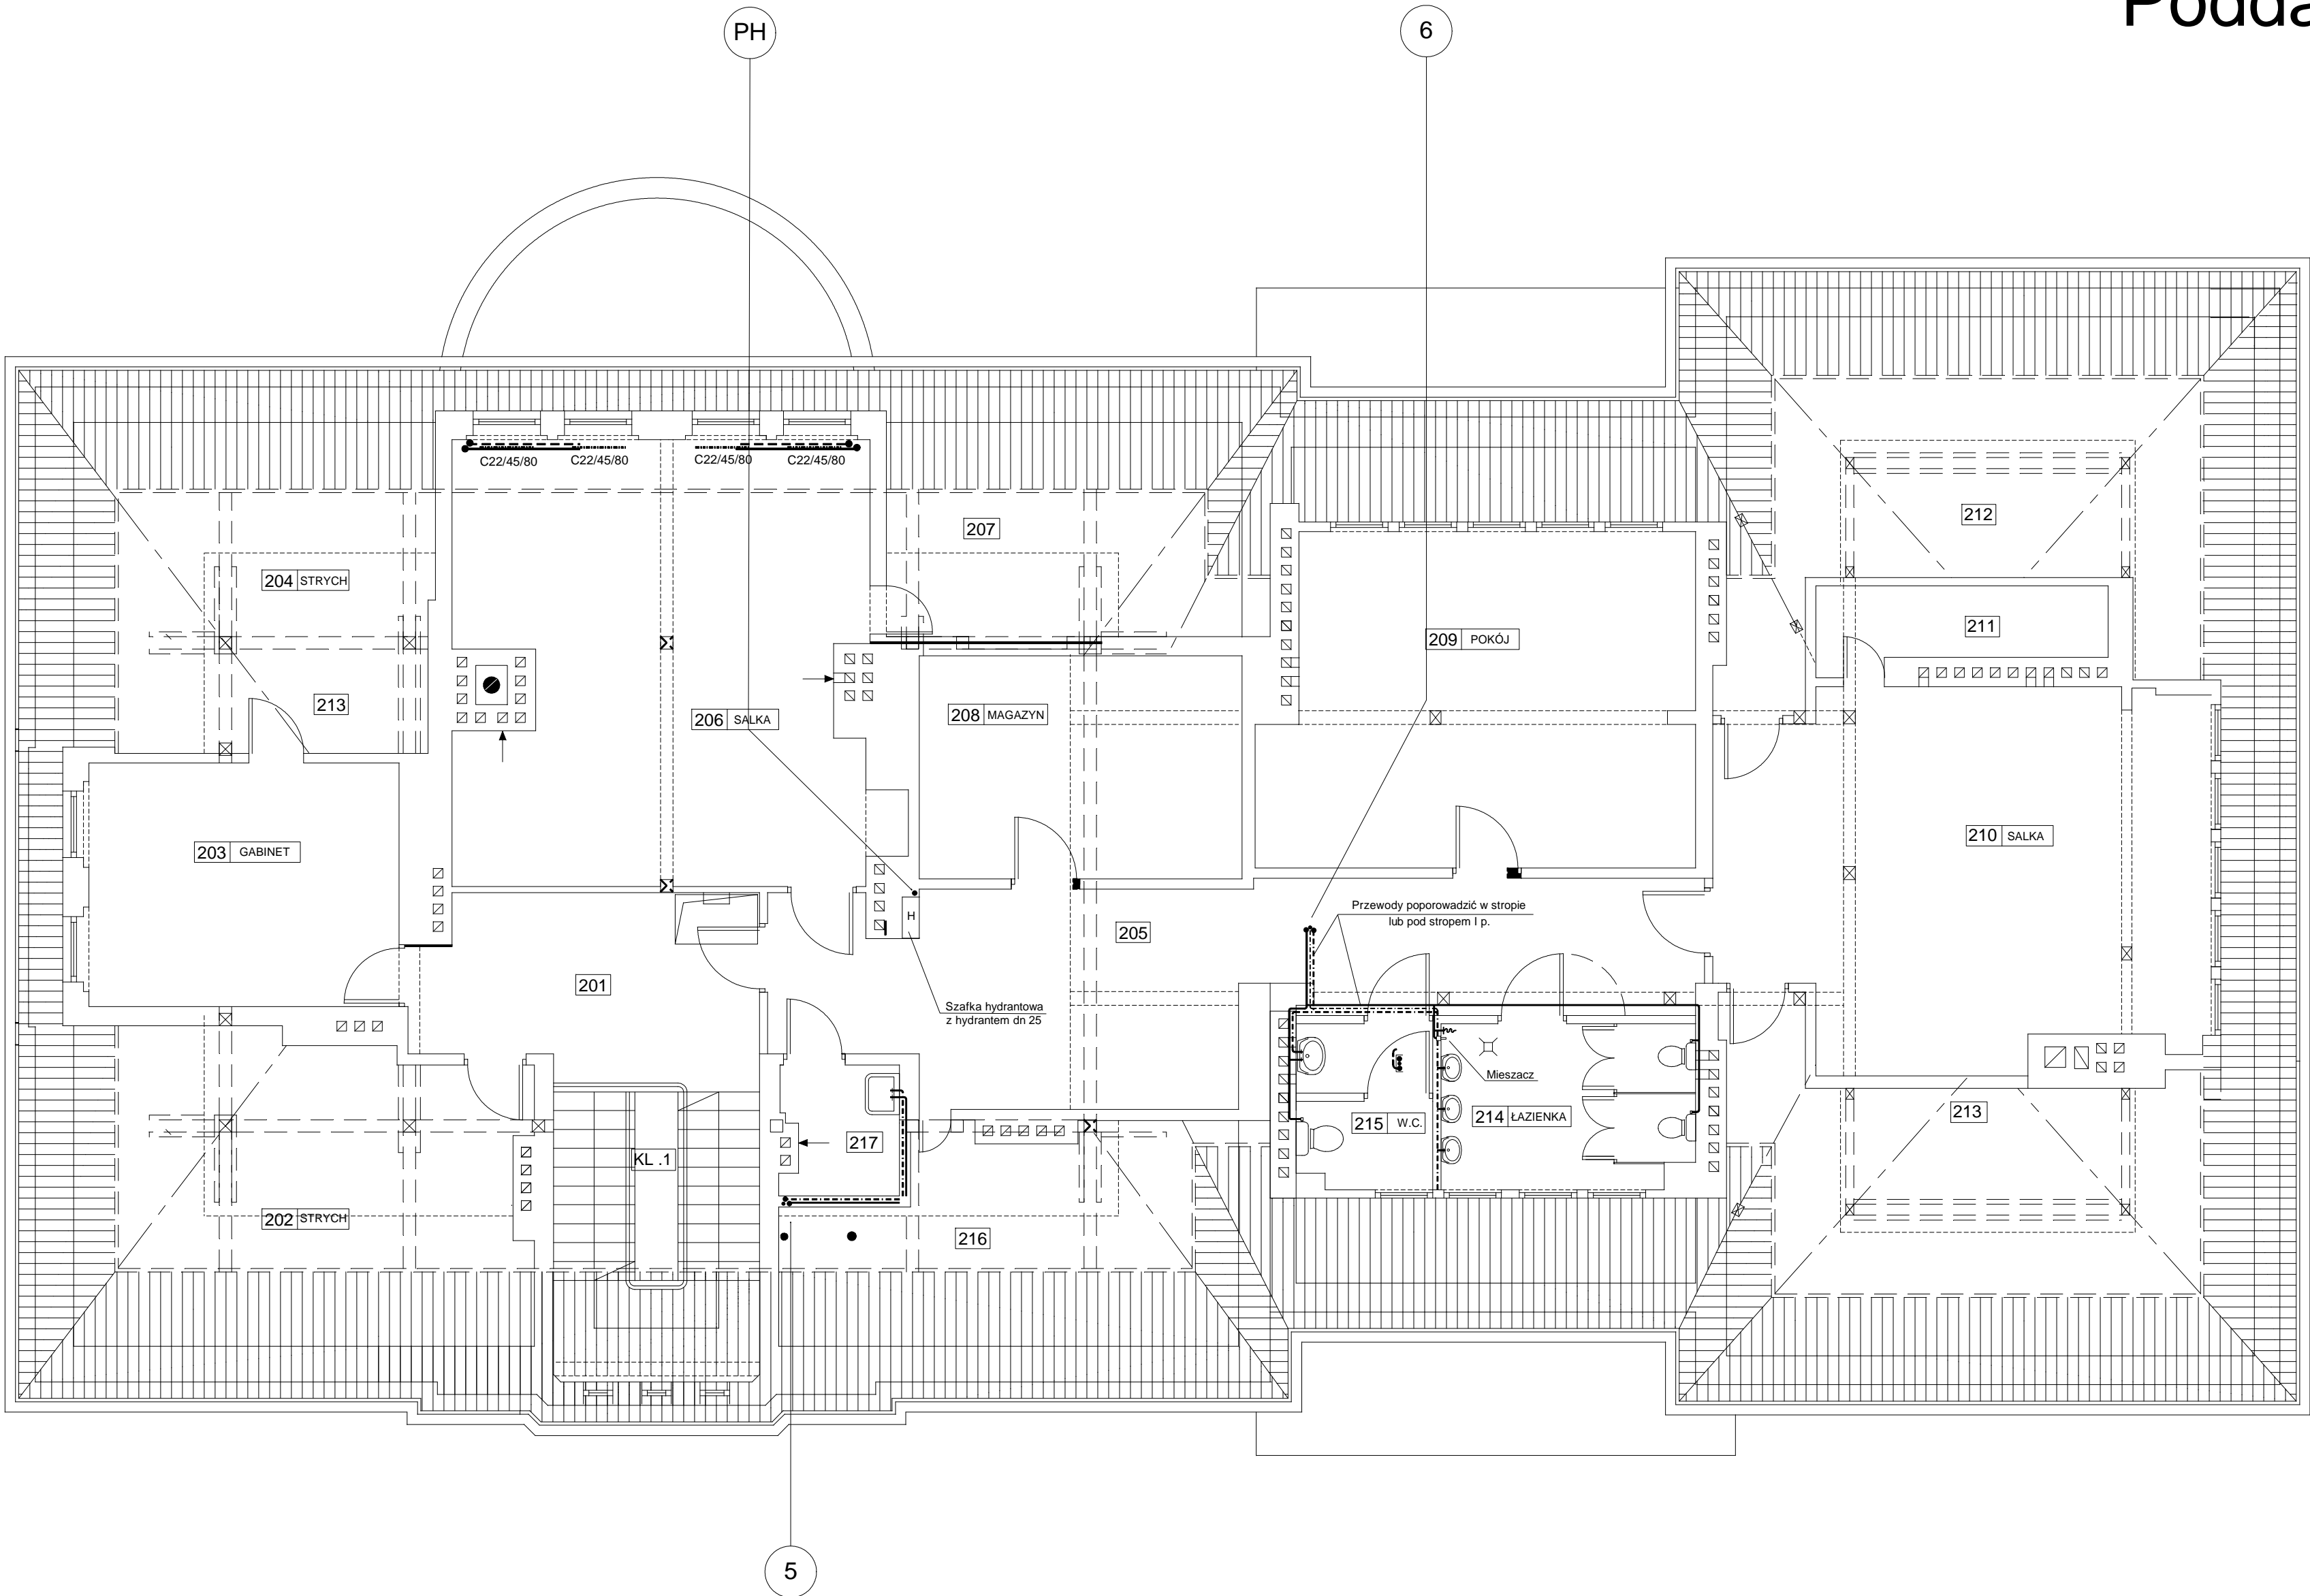 Podda
PH
6
C22/45/80
C22/45/80
C22/45/80
C22/45/80
207
212
204 STRYCH
211
209 POKÓJ
213
206 SALKA
208 MAGAZYN
210 SALKA
203 GABINET
H
Przewody poporowadzić w stropie
lub pod stropem I p.
205
201
Szafka hydrantowa
z hydrantem dn 25
Mieszacz
213
214 ŁAZIENKA
215 W.C.
217
KL .1
202 STRYCH
216
5